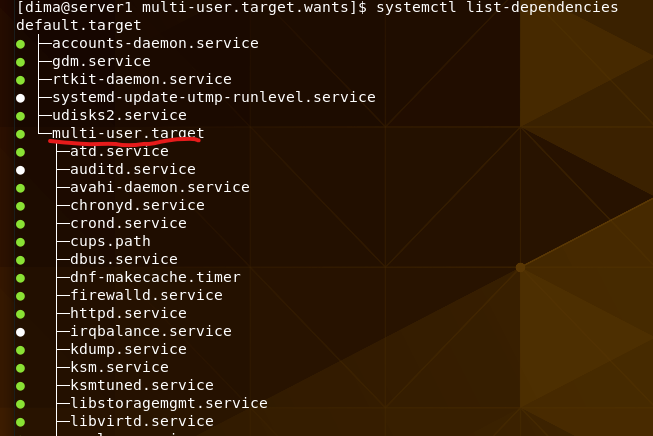 [dima@server1 multi-user.target.wants]$ systemctl list-dependencies
default.target
● ├─accounts-daemon.service
● ├─gdm.service
● ├─rtkit-daemon.service
● ├─systemd-update-utmp-runlevel.service
● ├─udisks2.service
● └─multi-user.target
●   ├─atd.service
●   ├─auditd.service
●   ├─avahi-daemon.service
●   ├─chronyd.service
●   ├─crond.service
●   ├─cups.path
●   ├─dbus.service
●   ├─dnf-makecache.timer
●   ├─firewalld.service
●   ├─httpd.service
●   ├─irqbalance.service
●   ├─kdump.service
●   ├─ksm.service
●   ├─ksmtuned.service
●   ├─libstoragemgmt.service
●   ├─libvirtd.service